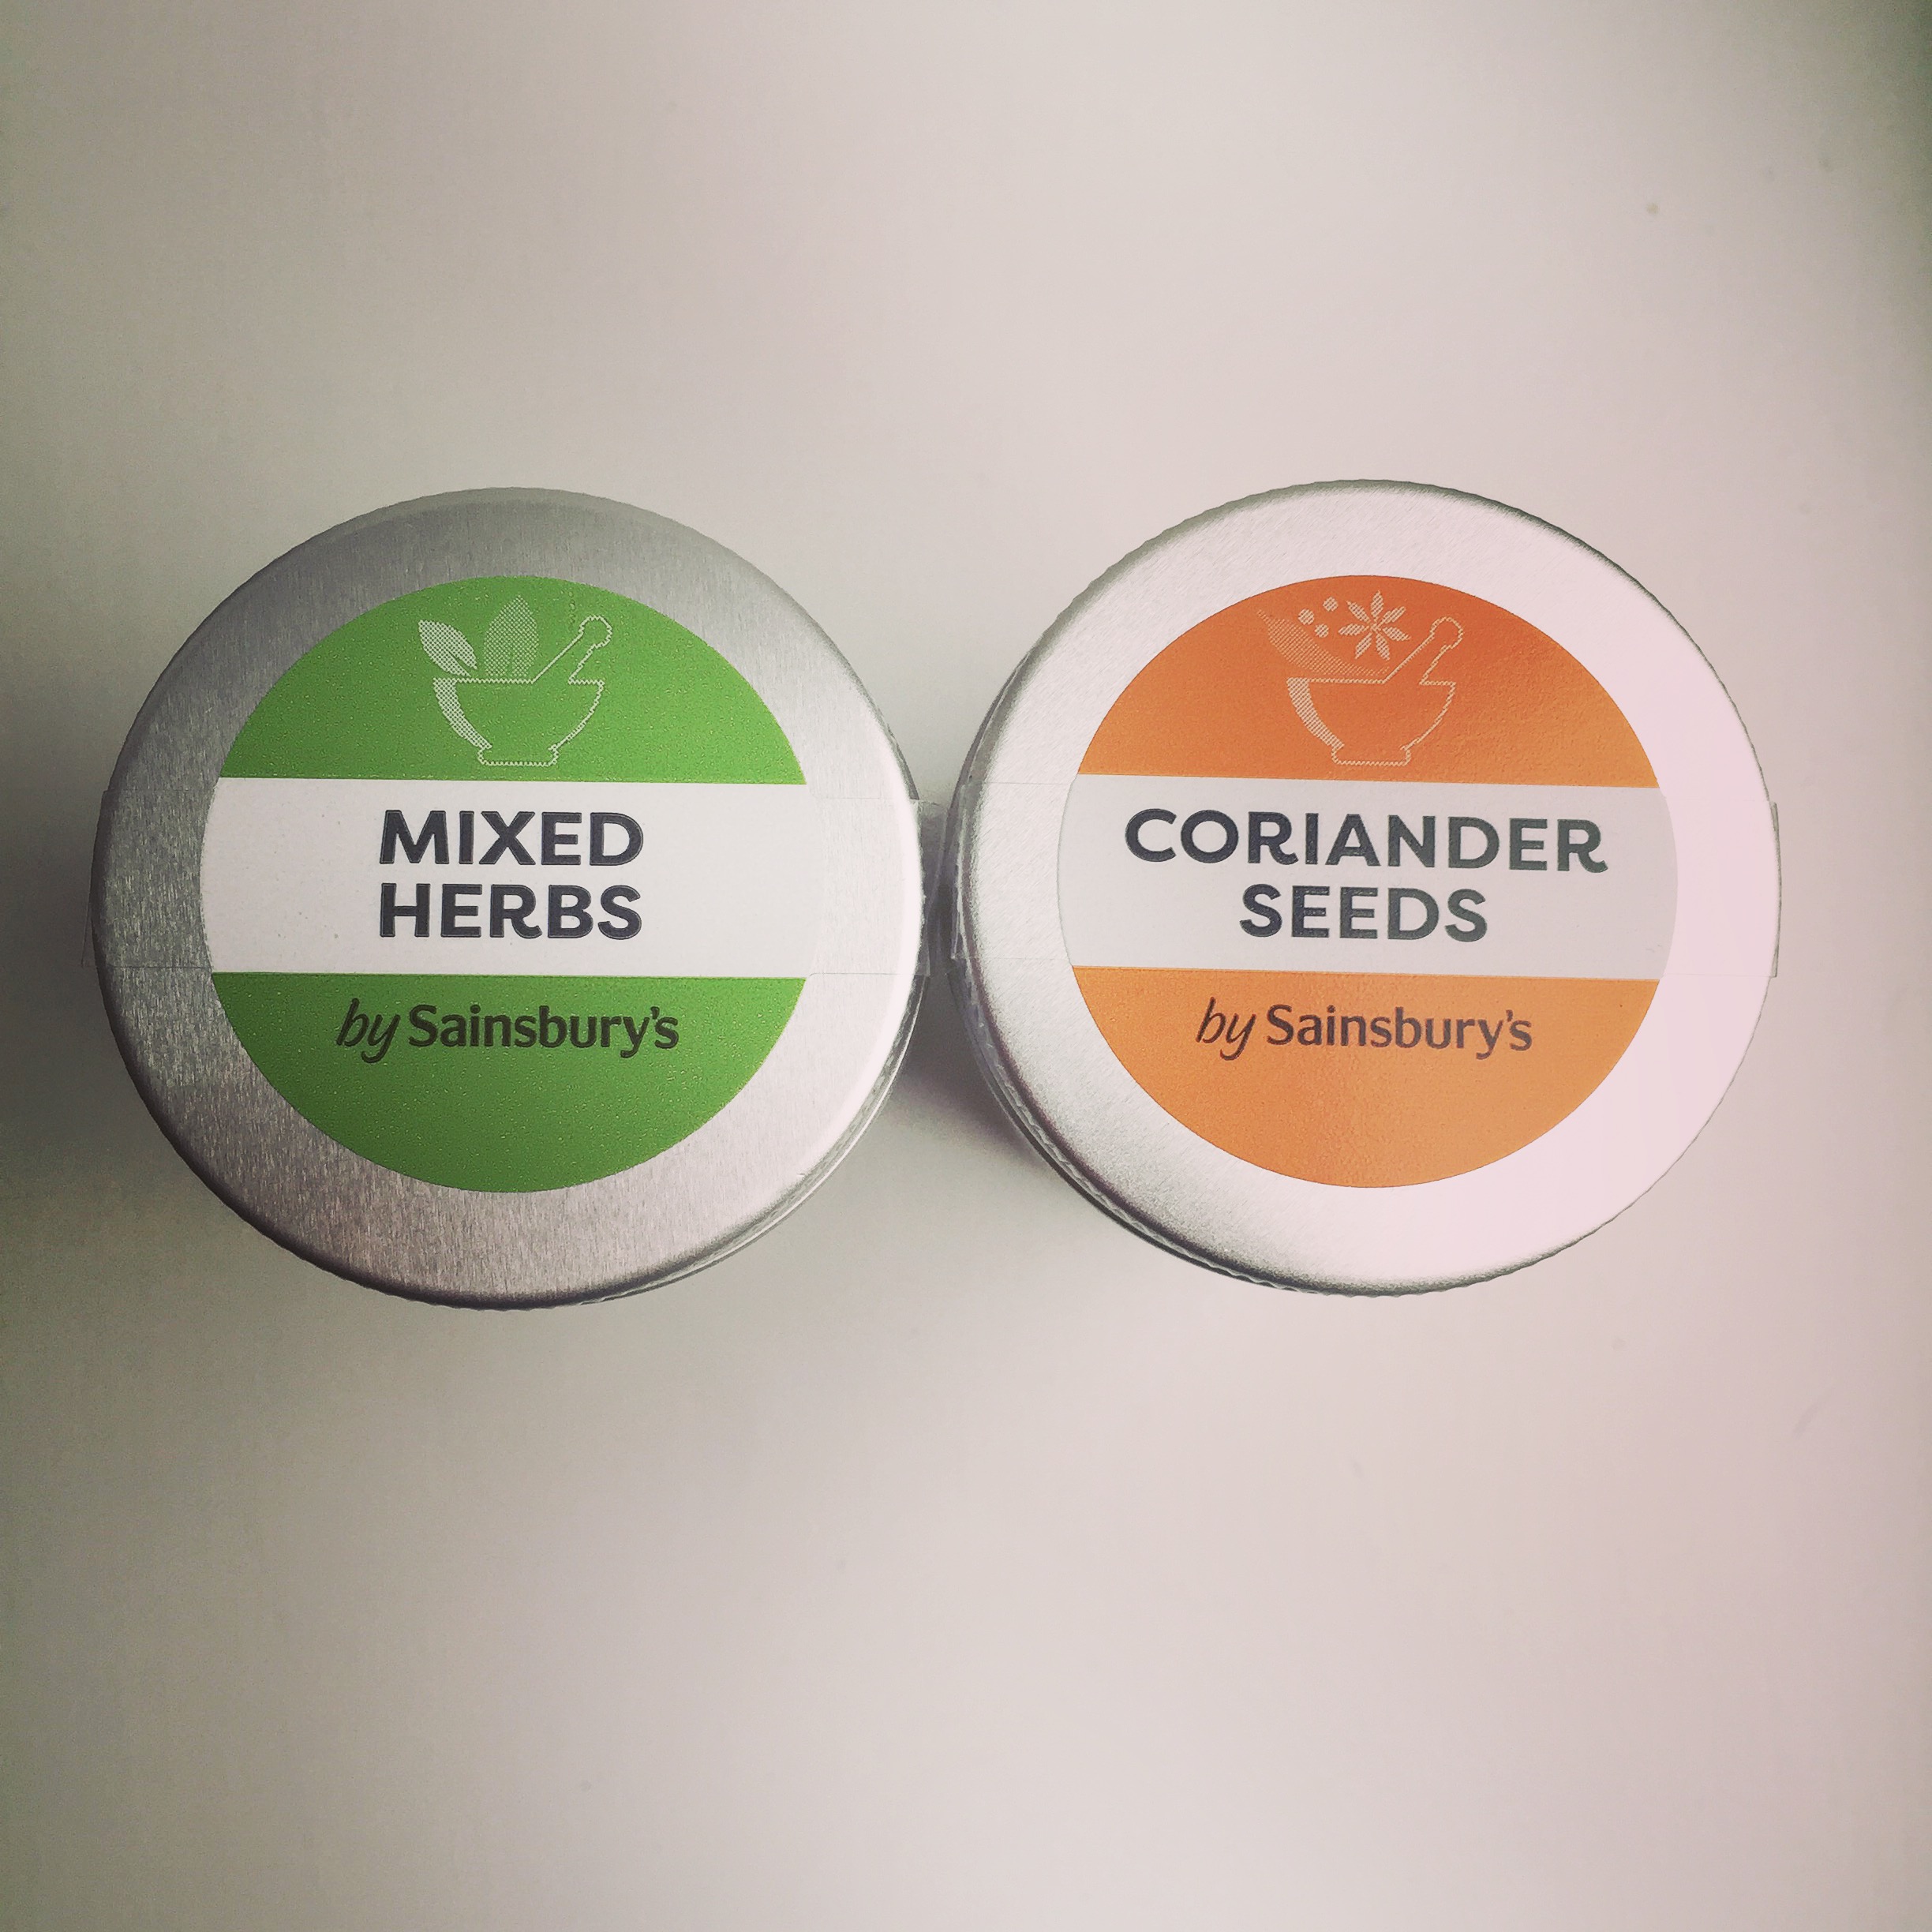 MIXED
HERBS
by Sainsbury's
CORIANDER
SEEDS
by Sainsbury's